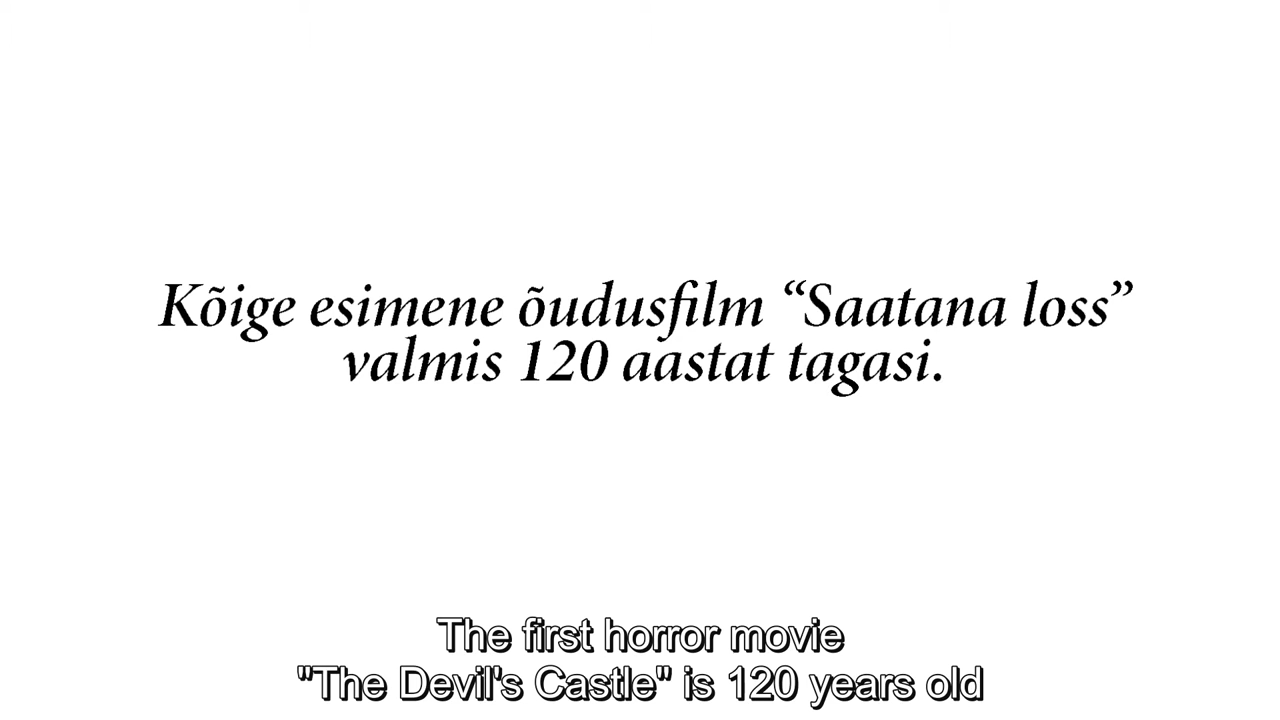 Kõige esimene õudusfilm “Saatana loss”
valmis 120 aastat tagasi.
The first horror movie
"The Devil's Castle" is 120 years old